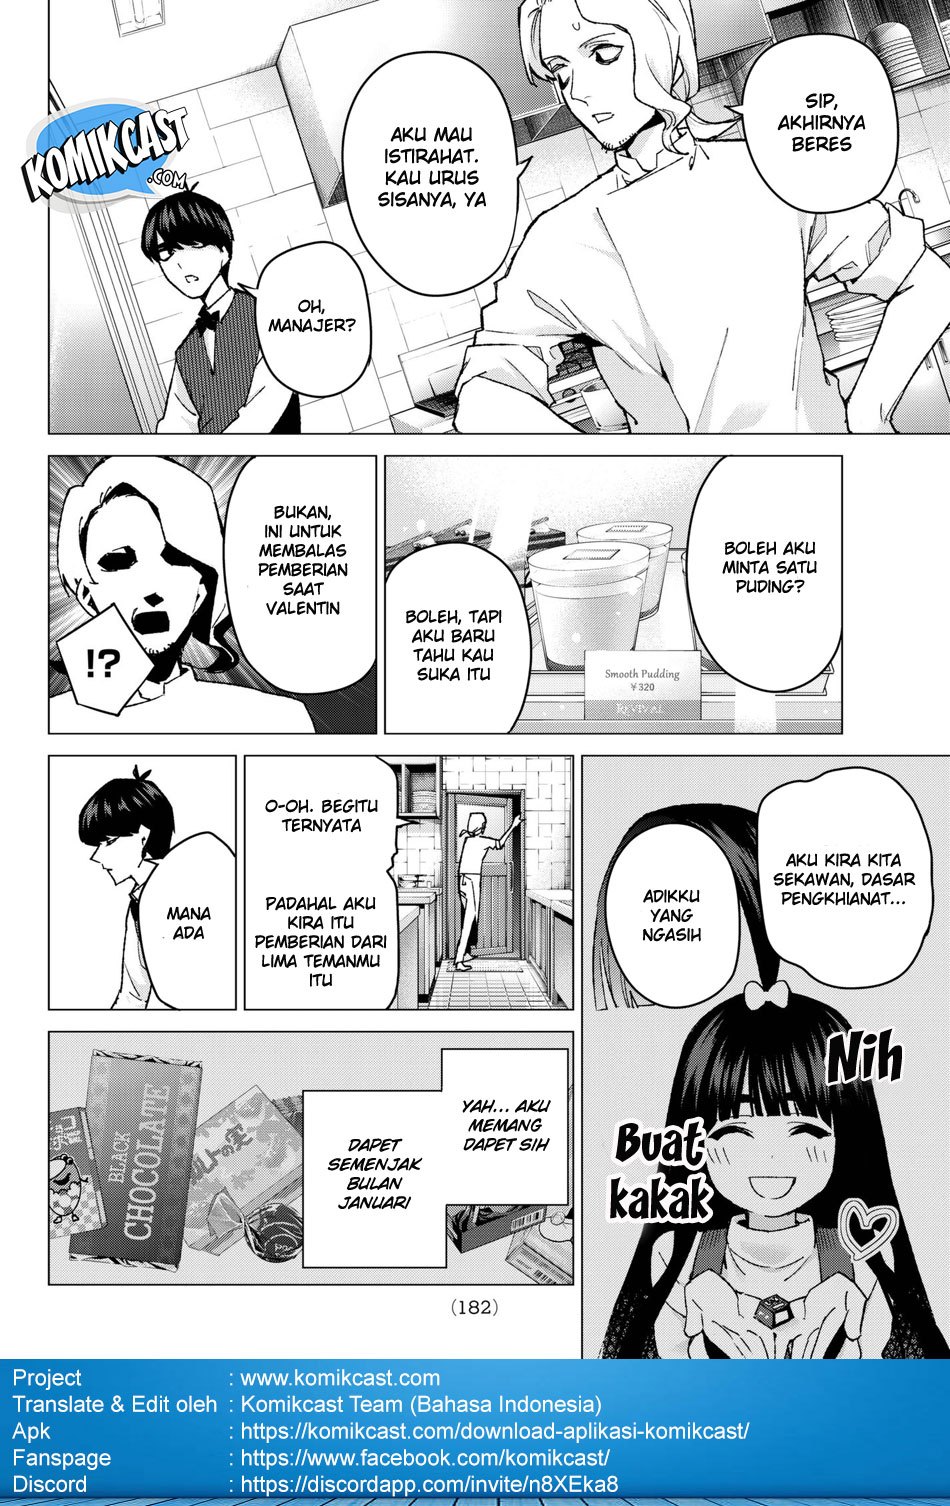 SIP,
AKHIRNYA
BERES
AKU MAU
ISTIRAHAT.
KAU URUS
SISANYA, YA
OH,
MANAJER?
KOMIKCAST
.COM
BOLEH AKU
MINTA SATU
PUDING?
BOLEH, TAPI
AKU BARU
TAHU KAU
SUKA ITU
Smooth Pudding
¥320
REVIVAL
BUKAN,
INI UNTUK
MEMBALAS
PEMBERIAN
SAAT
VALENTIN
!?
AKU KIRA KITA
SEKAWAN, DASAR
PENGKHIANAT...
ADIKKU
YANG
NGASIH
Nih
Buat
kakak
O-OH. BEGITU
TERNYATA
PADAHAL AKU
KIRA ITU
PEMBERIAN DARI
LIMA TEMANMU
ITU
MANA
ADA
YAH... AKU
MEMANG
DAPET SIH
DAPET
SEMENJAK
BULAN
JANUARI
BLACK
CHOCOLATE
(182)
Project : www.komikcast.com
Translate & Edit oleh : Komikcast Team (Bahasa Indonesia)
Apk : https://komikcast.com/download-aplikasi-komikcast/
Fanspage : https://www.facebook.com/komikcast/
Discord : https://discordapp.com/invite/n8XEka8